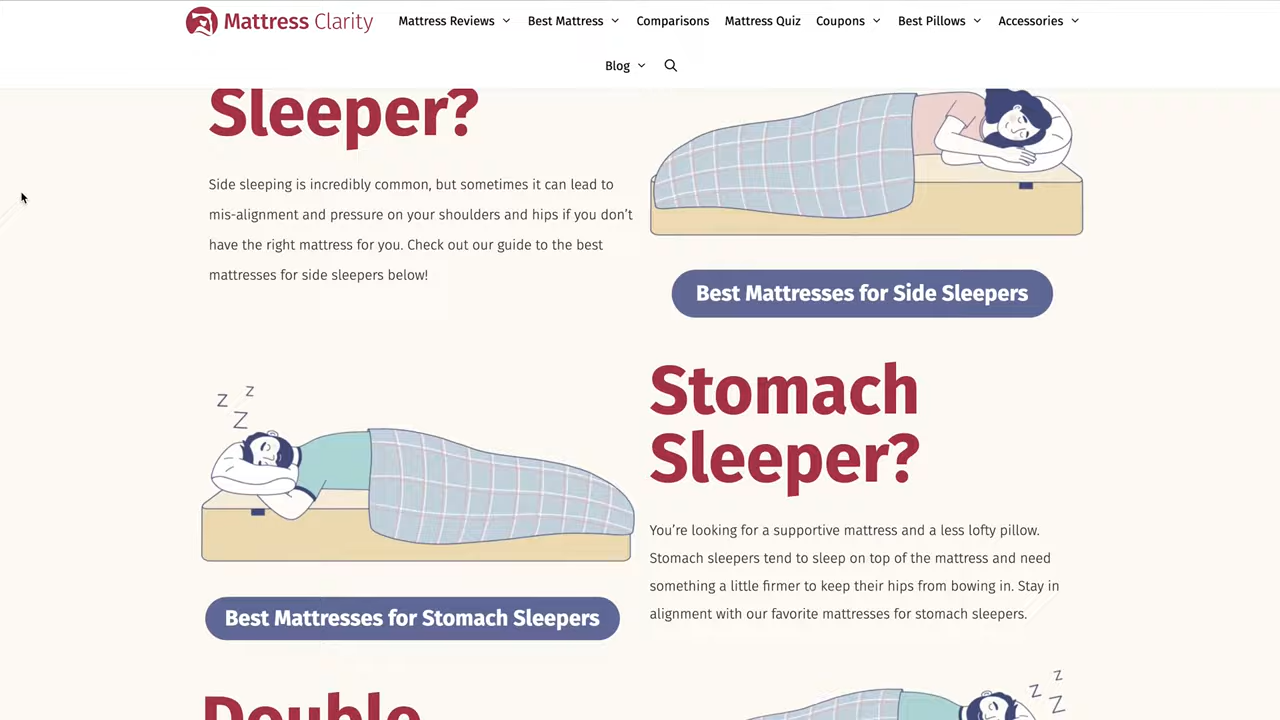 Mattress Clarity
Mattress Reviews Best Mattress Comparisons Mattress Quiz Coupons Best Pillows Accessories
Blog
Sleeper?
Side sleeping is incredibly common, but sometimes it can lead to
mis-alignment and pressure on your shoulders and hips if you don't
have the right mattress for you. Check out our guide to the best
mattresses for side sleepers below!
Best Mattresses for Side Sleepers
z z
z
Best Mattresses for Stomach Sleepers
Stomach
Sleeper?
You're looking for a supportive mattress and a less lofty pillow.
Stomach sleepers tend to sleep on top of the mattress and need
something a little firmer to keep their hips from bowing in. Stay in
alignment with our favorite mattresses for stomach sleepers.
Double
z z
z